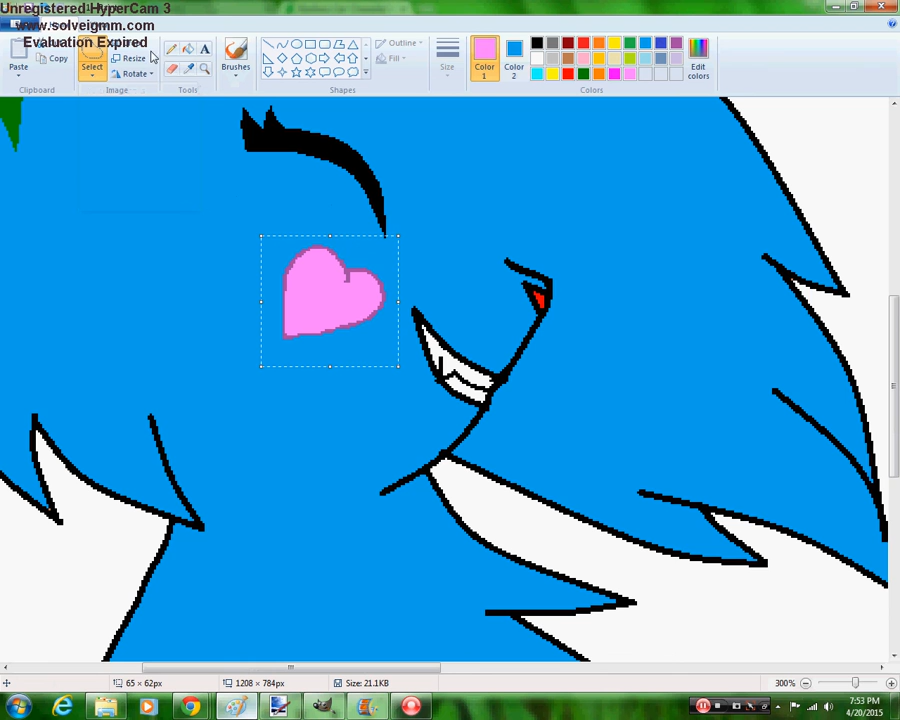 Unregistered HyperCam 3
www.solveigmm.com
Evaluation Expired
Paste
Copy
Clipboard
Select
Resize
Rotate
Image
A
Tools
Brushes
Outline
Fill
Shapes
Size
Color 1
Color 2
Edit colors
Colors
65 × 62px
1208 × 784px
Size: 21.1KB
300%
7:53 PM
4/20/2015